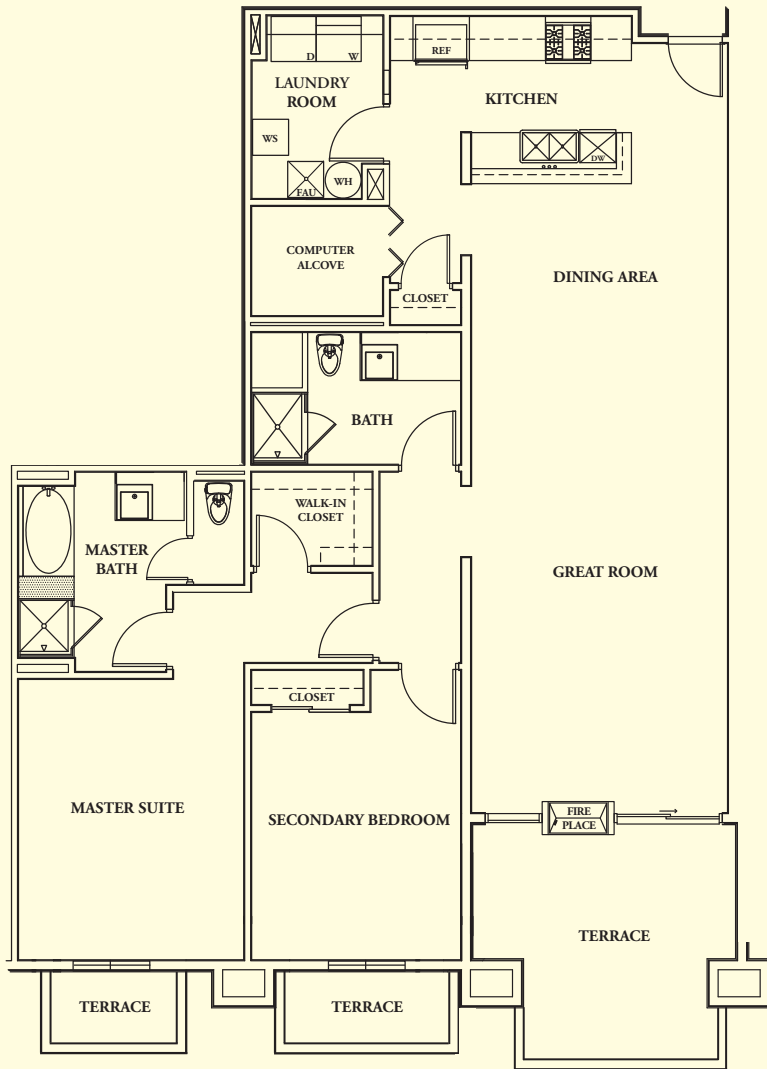 D W
REF
LAUNDRY
ROOM
KITCHEN
WS
DW
FAU
WH
COMPUTER
ALCOVE
DINING AREA
CLOSET
BATH
WALK-IN
CLOSET
MASTER
BATH
GREAT ROOM
CLOSET
MASTER SUITE
SECONDARY BEDROOM
FIRE
PLACE
TERRACE
TERRACE
TERRACE